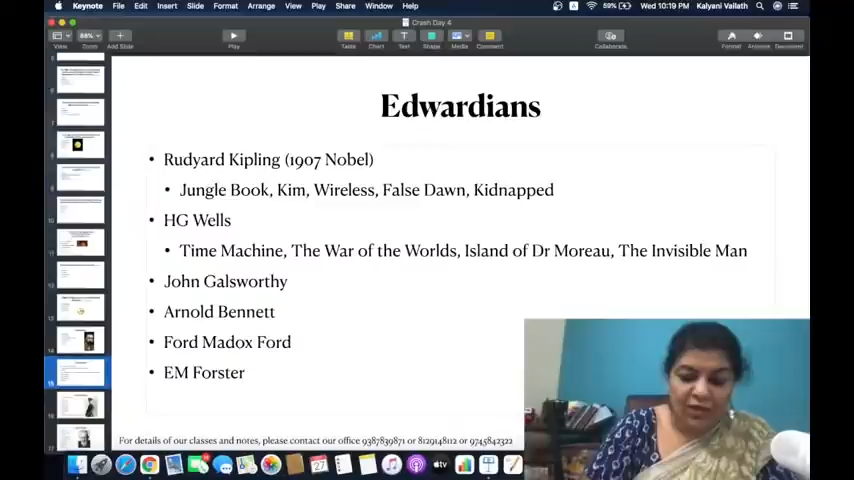 Keynote File Edit Insert Slide Format Arrange View Play Share Window Help 59% Wed 10:19 PM Kalyani Vallath
Crash Day 4
88%
View Zoom Add Slide Play Table Chart Text Shape Media Comment Collaborate Format Animate Document
Edwardians
• Rudyard Kipling (1907 Nobel)
• Jungle Book, Kim, Wireless, False Dawn, Kidnapped
• HG Wells
• Time Machine, The War of the Worlds, Island of Dr Moreau, The Invisible Man
• John Galsworthy
• Arnold Bennett
• Ford Madox Ford
• EM Forster
For details of our classes and notes, please contact our office 9387839871 or 8129148112 or 9745842322